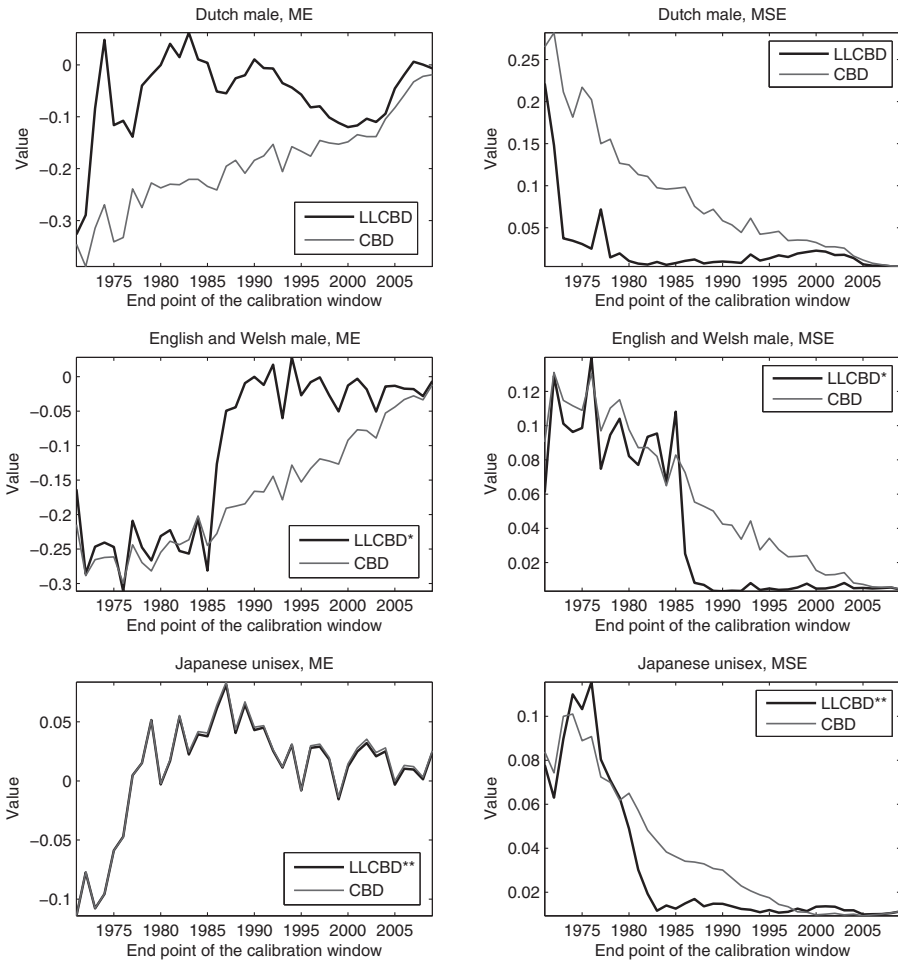 Dutch male, ME
0
−0.1
−0.2
−0.3
Value
LLCBD
CBD
1975 1980 1985 1990 1995 2000 2005
End point of the calibration window
Dutch male, MSE
0.25
0.2
0.15
0.1
0.05
Value
LLCBD
CBD
1975 1980 1985 1990 1995 2000 2005
End point of the calibration window
English and Welsh male, ME
0
−0.05
−0.1
−0.15
−0.2
−0.25
−0.3
Value
LLCBD*
CBD
1975 1980 1985 1990 1995 2000 2005
End point of the calibration window
English and Welsh male, MSE
0.12
0.1
0.08
0.06
0.04
0.02
Value
LLCBD*
CBD
1975 1980 1985 1990 1995 2000 2005
End point of the calibration window
Japanese unisex, ME
0.05
0
−0.05
−0.1
Value
LLCBD**
CBD
1975 1980 1985 1990 1995 2000 2005
End point of the calibration window
Japanese unisex, MSE
0.1
0.08
0.06
0.04
0.02
Value
LLCBD**
CBD
1975 1980 1985 1990 1995 2000 2005
End point of the calibration window